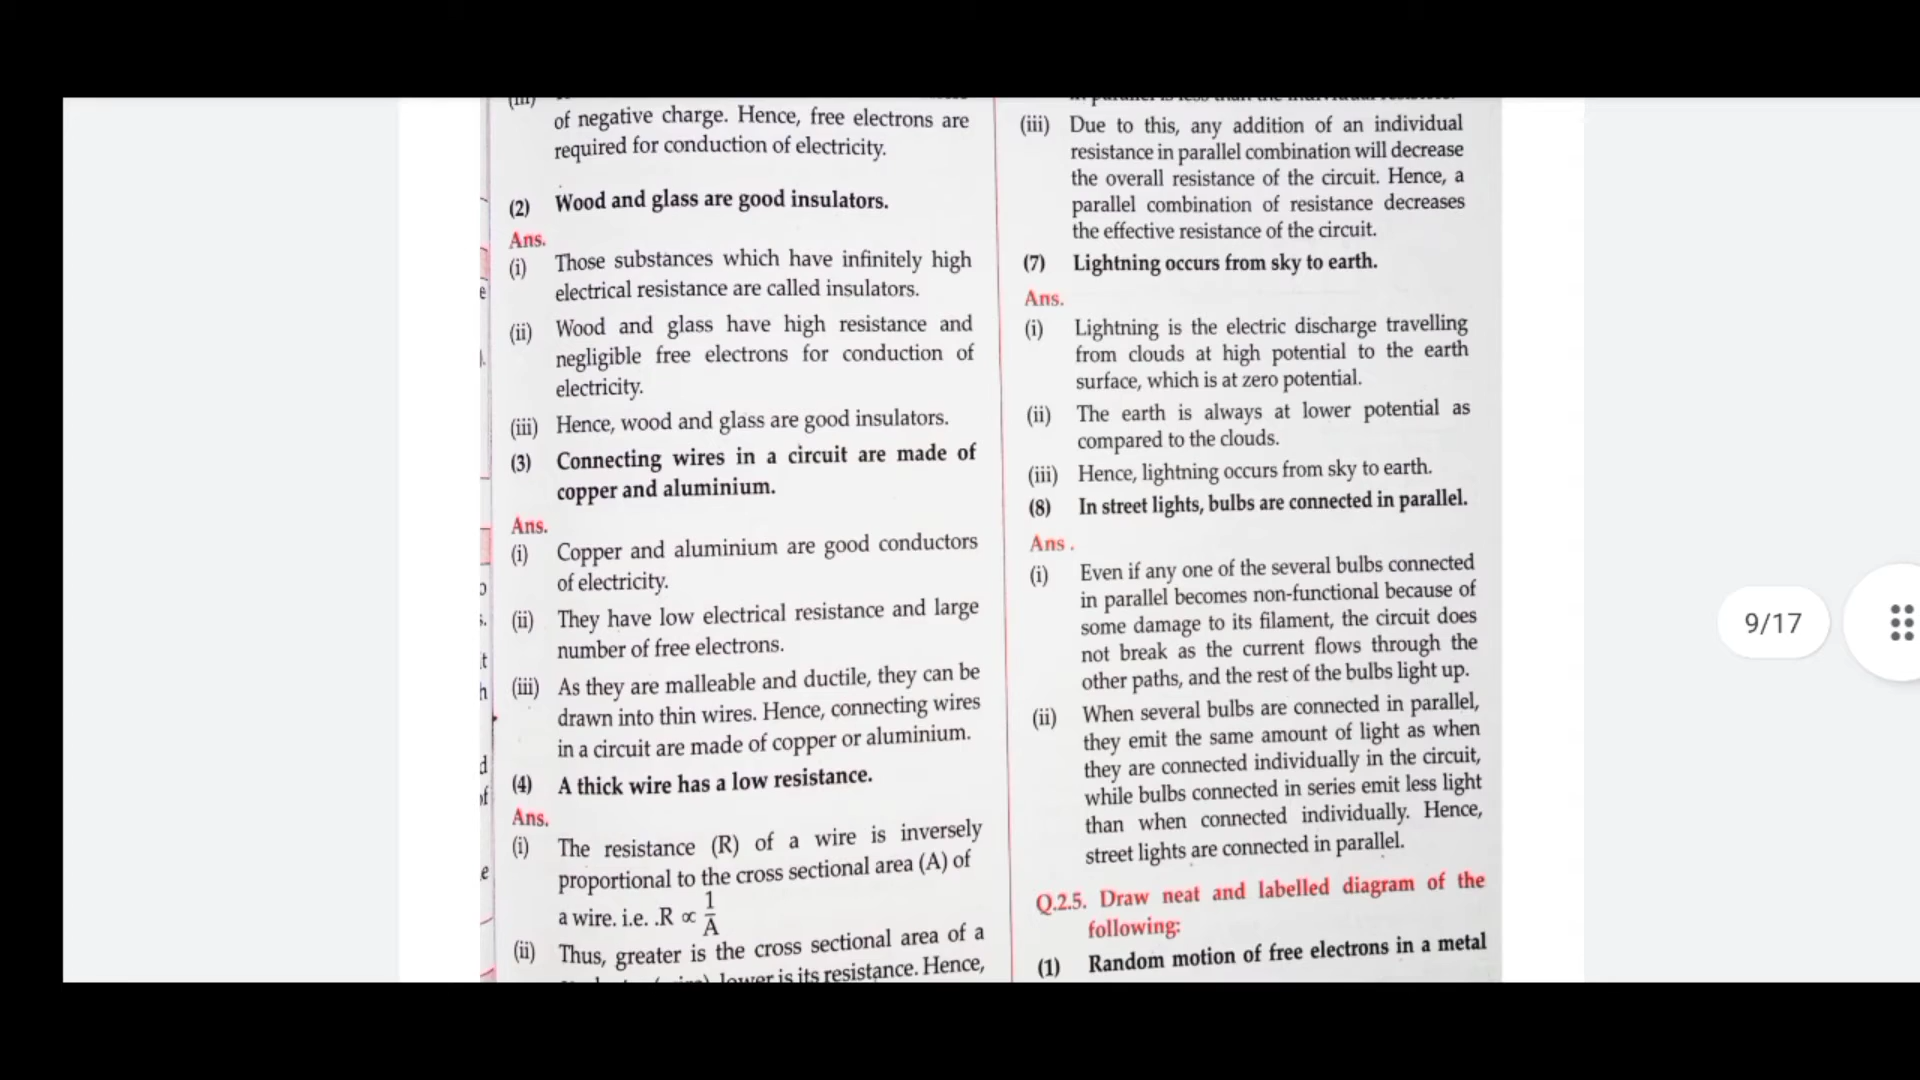 (iii)
of negative charge. Hence, free electrons are
required for conduction of electricity.
(2) Wood and glass are good insulators.
Ans.
(i) Those substances which have infinitely high
electrical resistance are called insulators.
(ii) Wood and glass have high resistance and
negligible free electrons for conduction of
electricity.
(iii) Hence, wood and glass are good insulators.
(3) Connecting wires in a circuit are made of
copper and aluminium.
Ans.
(i) Copper and aluminium are good conductors
of electricity.
(ii) They have low electrical resistance and large
number of free electrons.
(iii) As they are malleable and ductile, they can be
drawn into thin wires. Hence, connecting wires
in a circuit are made of copper or aluminium.
(4) A thick wire has a low resistance.
Ans.
(i) The resistance (R) of a wire is inversely
proportional to the cross sectional area (A) of
a wire. i.e. .R ∝ 1/A
(ii) Thus, greater is the cross sectional area of a
lower is its resistance. Hence,
in parallel is less than the individual
(iii) Due to this, any addition of an individual
resistance in parallel combination will decrease
the overall resistance of the circuit. Hence, a
parallel combination of resistance decreases
the effective resistance of the circuit.
(7) Lightning occurs from sky to earth.
Ans.
(i) Lightning is the electric discharge travelling
from clouds at high potential to the earth
surface, which is at zero potential.
(ii) The earth is always at lower potential as
compared to the clouds.
(iii) Hence, lightning occurs from sky to earth.
(8) In street lights, bulbs are connected in parallel.
Ans .
(i) Even if any one of the several bulbs connected
in parallel becomes non-functional because of
some damage to its filament, the circuit does
not break as the current flows through the
other paths, and the rest of the bulbs light up.
(ii) When several bulbs are connected in parallel,
they emit the same amount of light as when
they are connected individually in the circuit,
while bulbs connected in series emit less light
than when connected individually. Hence,
street lights are connected in parallel.
Q.2.5. Draw neat and labelled diagram of the
following:
(1) Random motion of free electrons in a metal
9/17